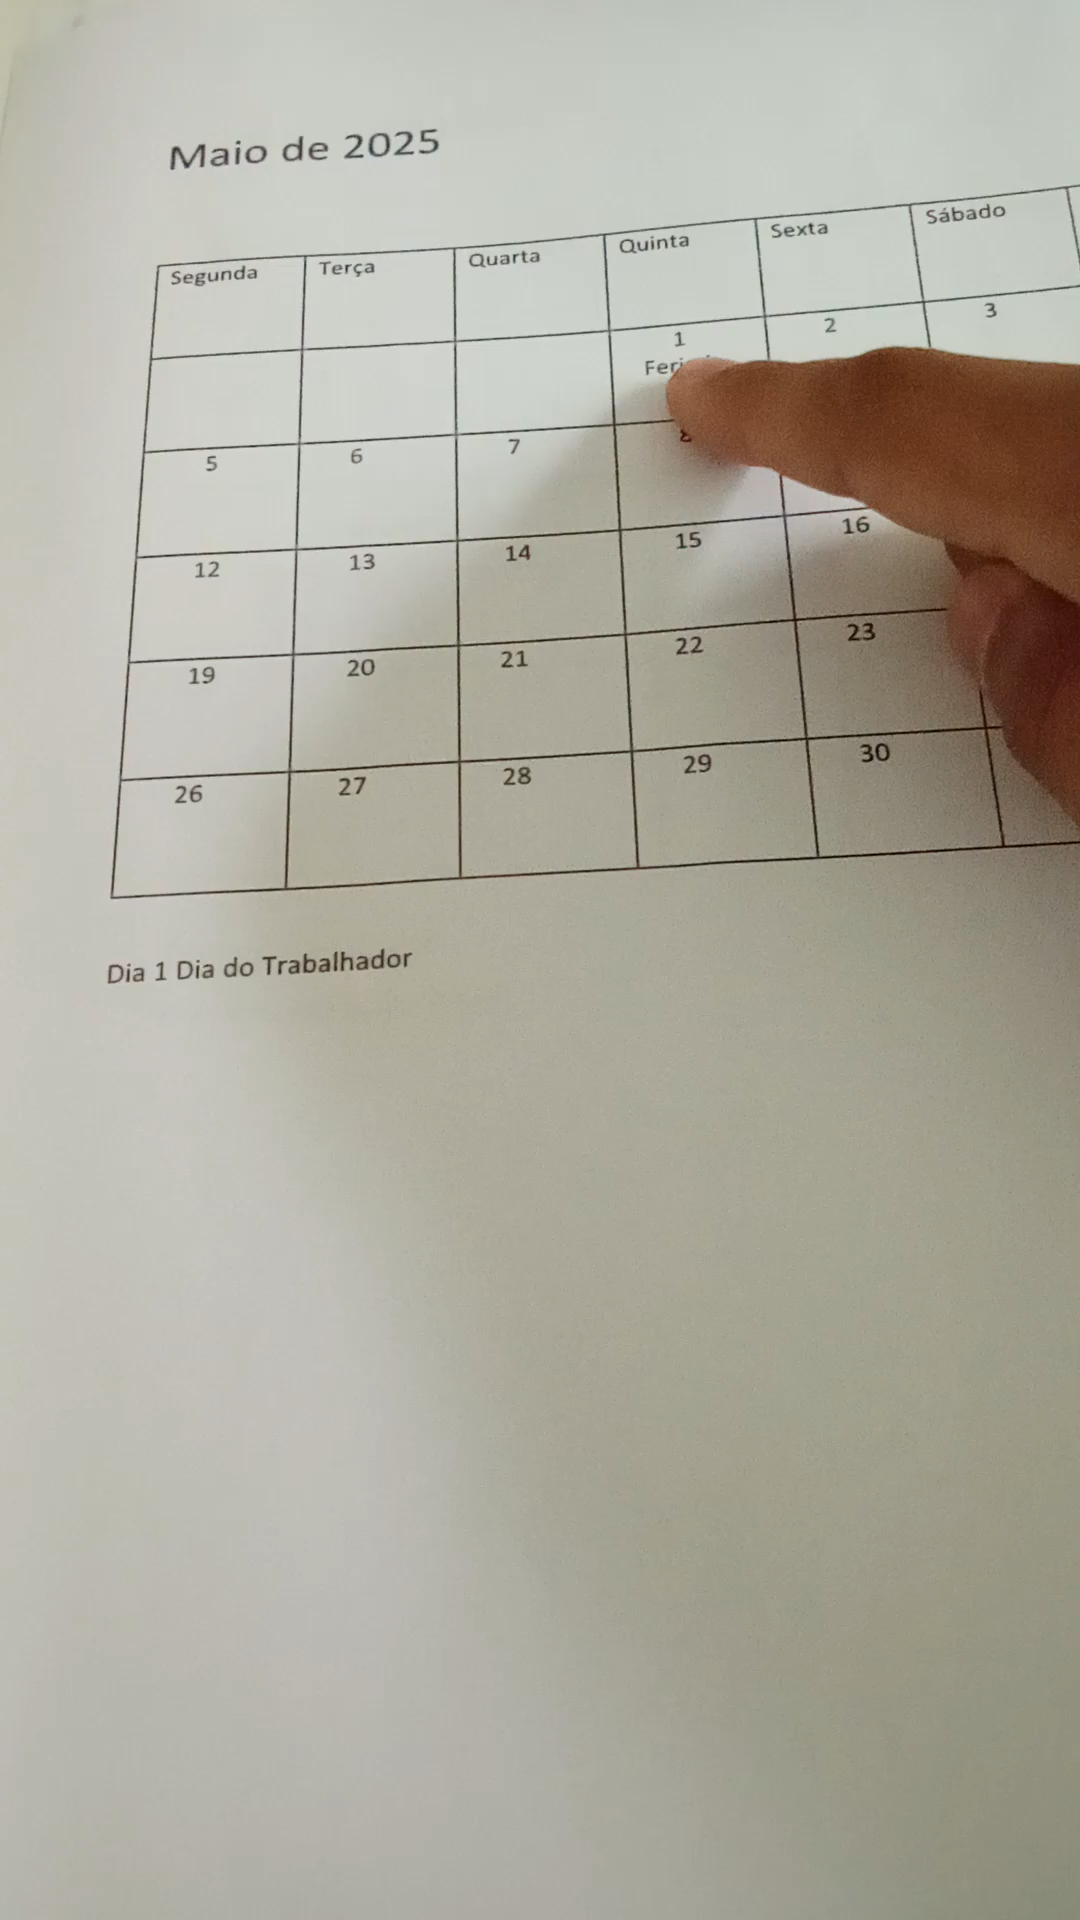 Maio de 2025
Segunda Terça Quarta Quinta Sexta Sábado
1 2 3
5 6 7
12 13 14 15 16
19 20 21 22 23
26 27 28 29 30
Dia 1 Dia do Trabalhador